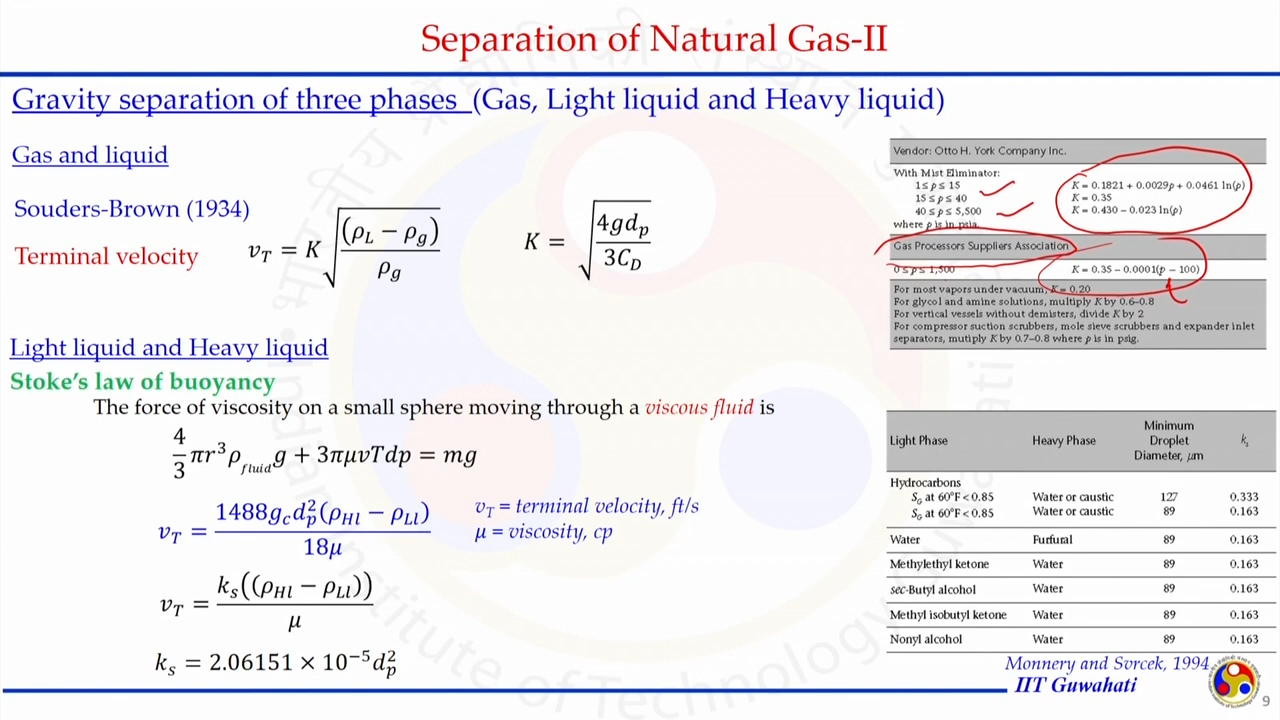 Separation of Natural Gas-II
Gravity separation of three phases (Gas, Light liquid and Heavy liquid)
Gas and liquid
Souders-Brown (1934)
Terminal velocity
v_T = K √((ρ_L − ρ_g)/ρ_g)
K = √(4gd_p/3C_D)
Light liquid and Heavy liquid
Stoke's law of buoyancy
The force of viscosity on a small sphere moving through a viscous fluid is
4/3 πr³ρ_fluid g + 3πμvTdp = mg
v_T = 1488g_c d_p²(ρ_Hl − ρ_Ll)/18μ
v_T = terminal velocity, ft/s
μ = viscosity, cp
v_T = k_s((ρ_Hl − ρ_Ll))/μ
k_s = 2.06151 × 10⁻⁵d_p²
Vendor: Otto H. York Company Inc.
With Mist Eliminator:
1 ≤ p ≤ 15 K = 0.1821 + 0.0029p + 0.0461 ln(p)
15 ≤ p ≤ 40 K = 0.35
40 ≤ p ≤ 5,500 K = 0.430 − 0.023 ln(p)
where p is in psia.
Gas Processors Suppliers Association
0 ≤ p ≤ 1,500 K = 0.35 − 0.0001(p − 100)
For most vapors under vacuum, K = 0.20
For glycol and amine solutions, multiply K by 0.6–0.8
For vertical vessels without demisters, divide K by 2
For compressor suction scrubbers, mole sieve scrubbers and expander inlet
separators, mutiply K by 0.7–0.8 where p is in psig.
Light Phase Heavy Phase Minimum Droplet Diameter, μm k_s
Hydrocarbons
S_G at 60°F < 0.85 Water or caustic 127 0.333
S_G at 60°F < 0.85 Water or caustic 89 0.163
Water Furfural 89 0.163
Methylethyl ketone Water 89 0.163
sec-Butyl alcohol Water 89 0.163
Methyl isobutyl ketone Water 89 0.163
Nonyl alcohol Water 89 0.163
Monnery and Svrcek, 1994
IIT Guwahati
9
Indian Institute of Technology Guwahati